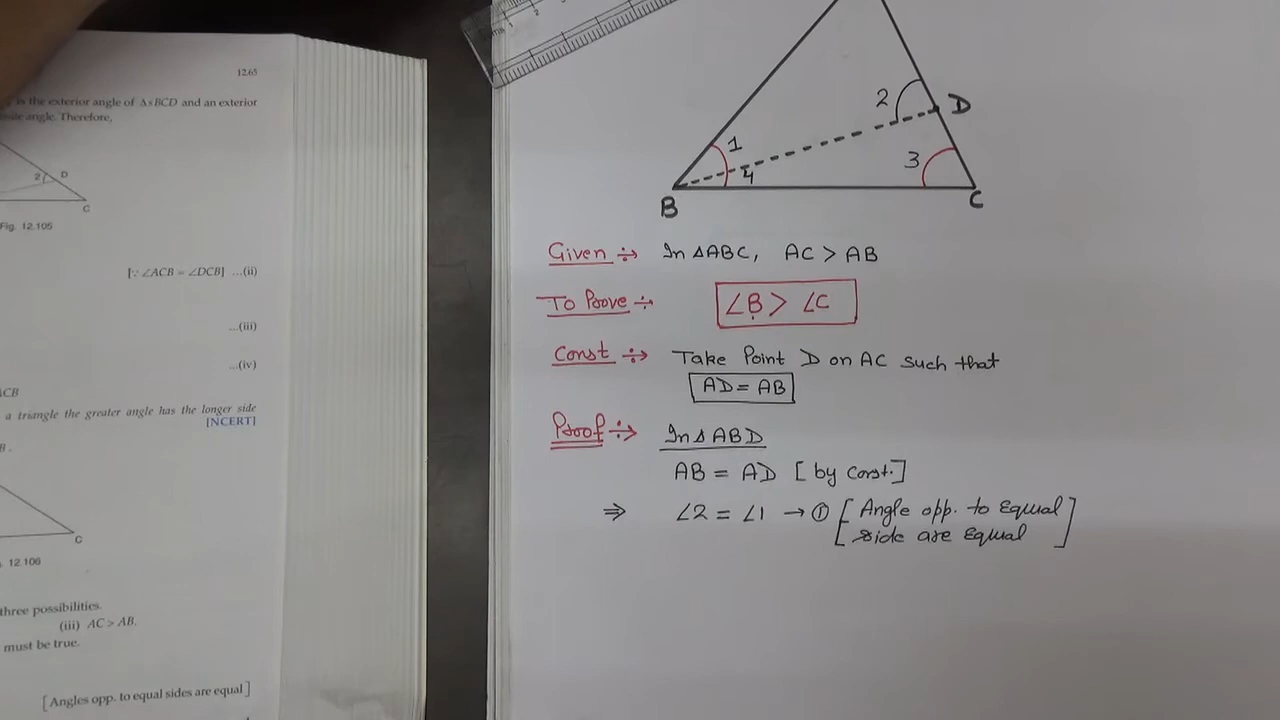 12.65
is the exterior angle of ΔsBCD and an exterior
angle. Therefore,
2
D
C
Fig. 12.105
[∵ ∠ACB = ∠DCB] ...(ii)
...(iii)
...(iv)
ACB
a triangle the greater angle has the longer side
[NCERT]
C
12.106
three possibilities.
(iii) AC > AB.
must be true.
[Angles opp. to equal sides are equal]
2
D
1
3
4
B
C
Given ÷> In ΔABC, AC > AB
To Prove ÷ ∠B > ∠C
Const ÷> Take Point D on AC such that
AD = AB
Proof ÷> In Δ ABD
AB = AD [by Const.]
⇒ ∠2 = ∠1 → ① [Angle opp. to Equal
side are Equal]